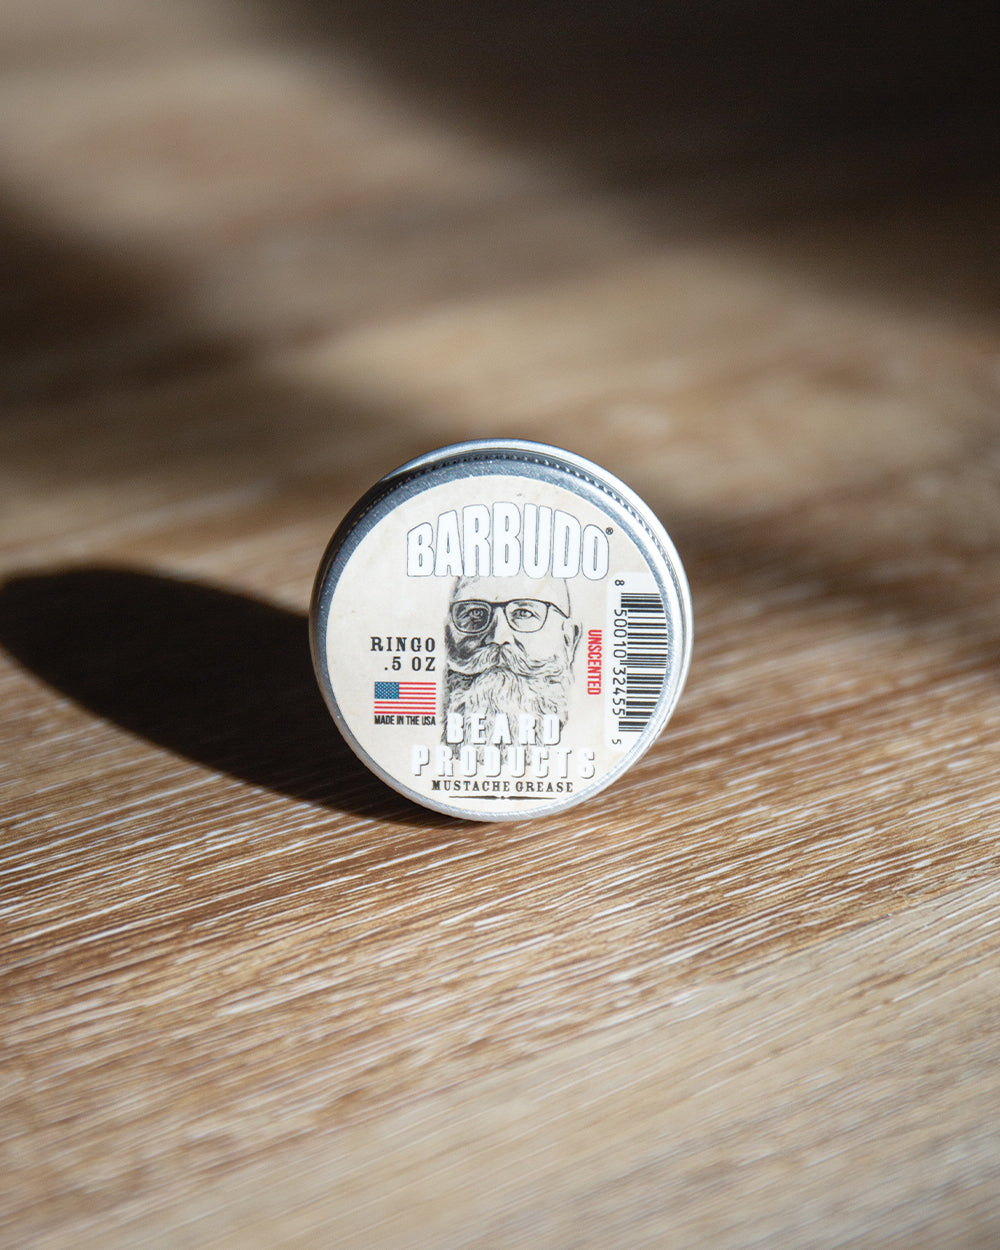 BARBUDO®
RINGO
.5 OZ
MADE IN THE USA
UNSCENTED
8 50010 32455 5
BEARD
PRODUCTS
MUSTACHE GREASE